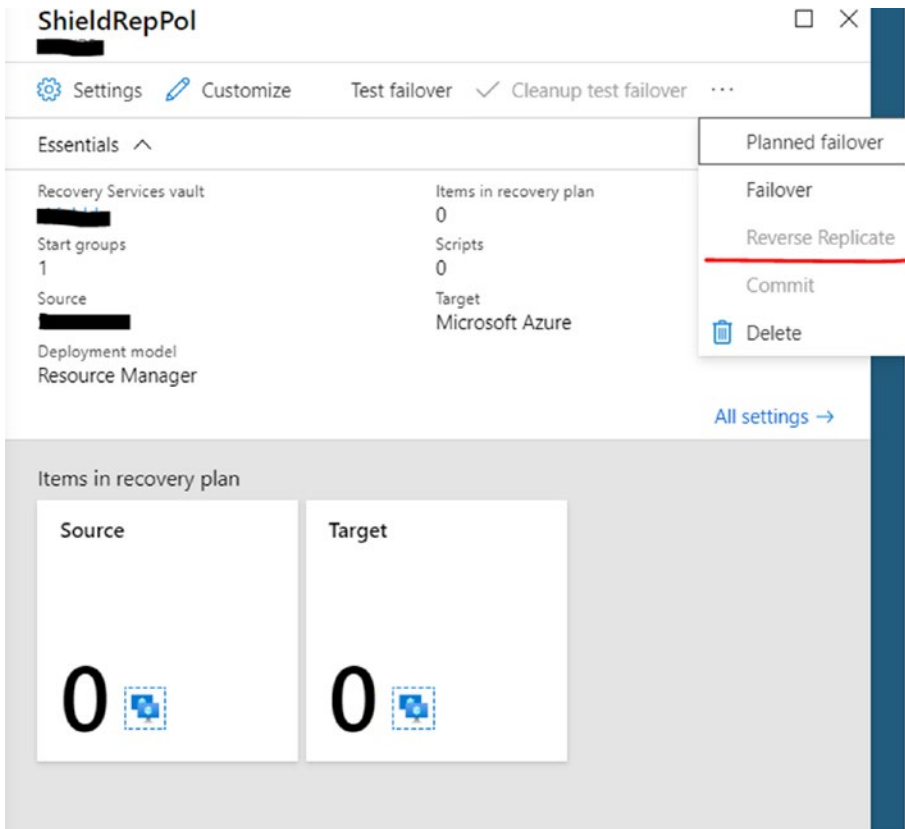 ShieldRepPol
Settings Customize Test failover Cleanup test failover ...
Essentials
Planned failover
Failover
Reverse Replicate
Commit
Delete
Recovery Services vault
Items in recovery plan
0
Start groups
1
Scripts
0
Source
Target
Microsoft Azure
Deployment model
Resource Manager
All settings →
Items in recovery plan
Source
0
Target
0